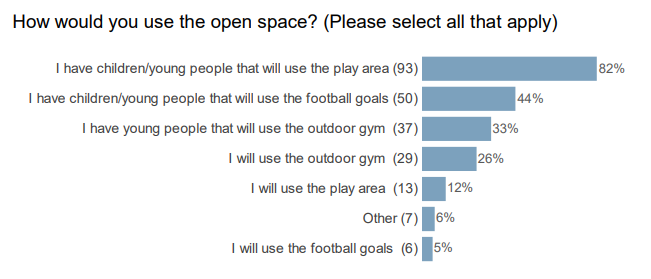 How would you use the open space? (Please select all that apply)
I have children/young people that will use the play area (93) 82%
I have children/young people that will use the football goals (50) 44%
I have young people that will use the outdoor gym (37) 33%
I will use the outdoor gym (29) 26%
I will use the play area (13) 12%
Other (7) 6%
I will use the football goals (6) 5%